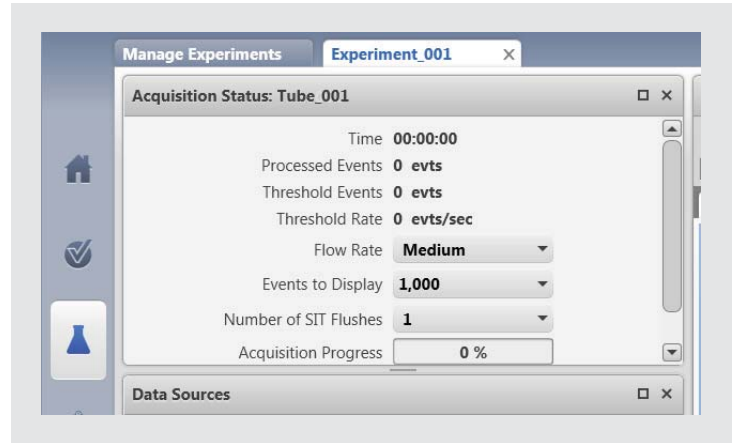 Manage Experiments Experiment_001
Acquisition Status: Tube_001
Time 00:00:00
Processed Events 0 evts
Threshold Events 0 evts
Threshold Rate 0 evts/sec
Flow Rate Medium
Events to Display 1,000
Number of SIT Flushes 1
Acquisition Progress 0 %
Data Sources